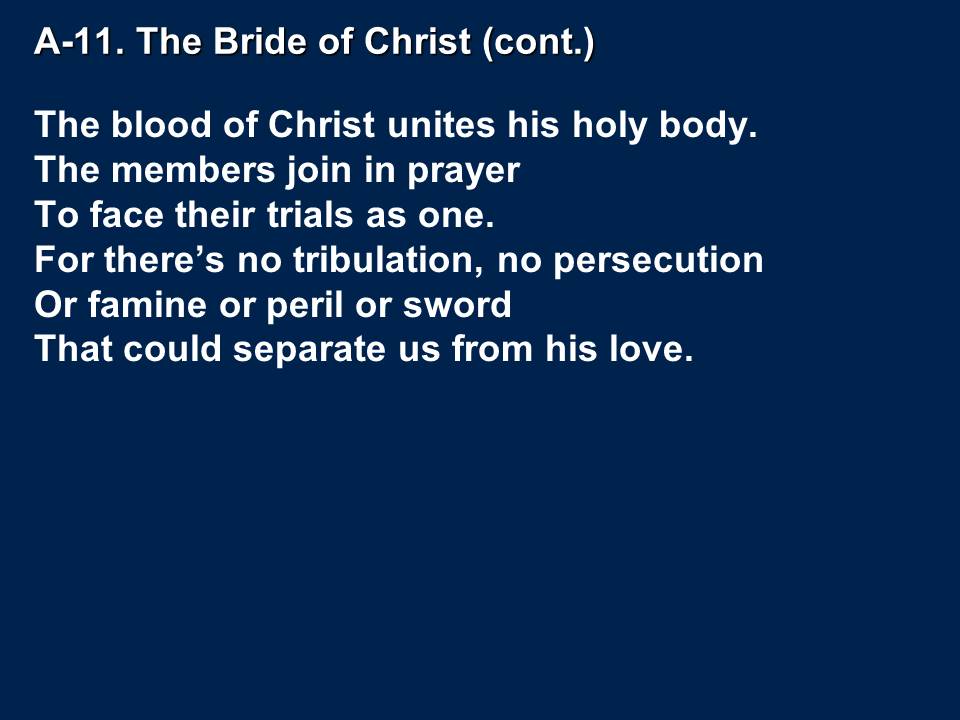 A-11. The Bride of Christ (cont.)
The blood of Christ unites his holy body.
The members join in prayer
To face their trials as one.
For there’s no tribulation, no persecution
Or famine or peril or sword
That could separate us from his love.